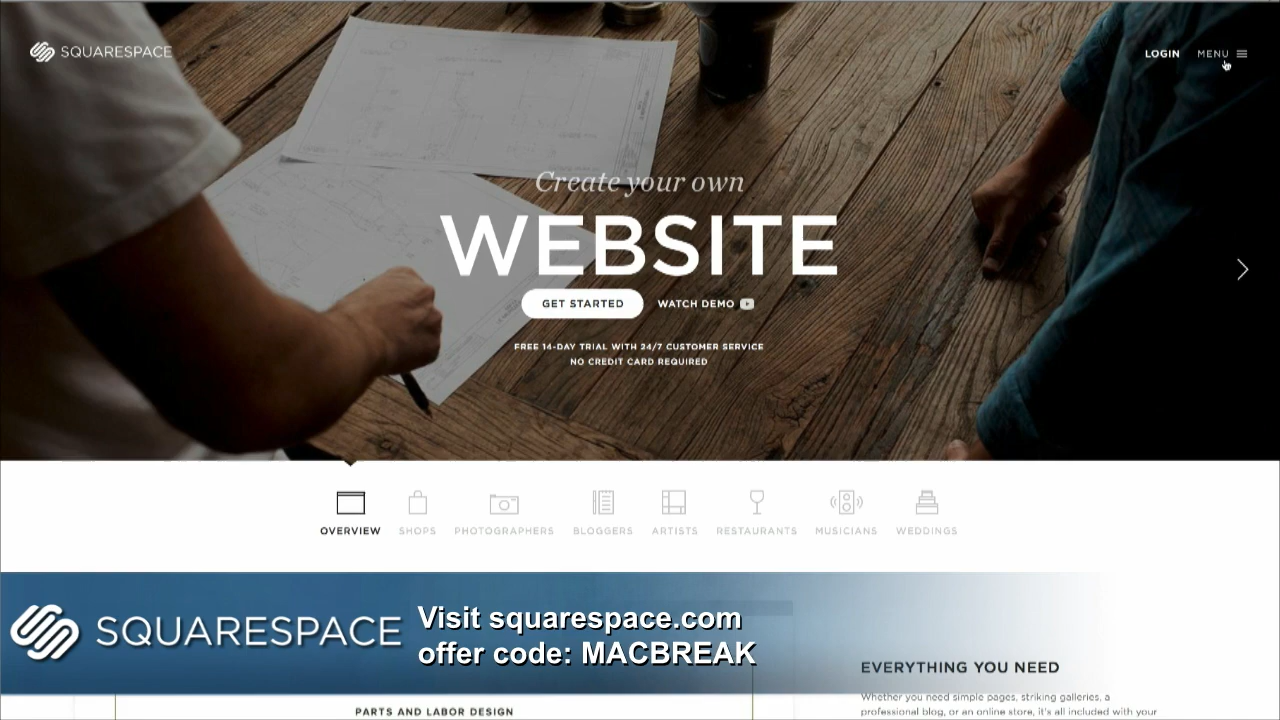 SQUARESPACE
LOGIN MENU
Create your own
WEBSITE
GET STARTED WATCH DEMO
FREE 14-DAY TRIAL WITH 24/7 CUSTOMER SERVICE
NO CREDIT CARD REQUIRED
OVERVIEW SHOPS PHOTOGRAPHERS BLOGGERS ARTISTS RESTAURANTS MUSICIANS WEDDINGS
SQUARESPACE
Visit squarespace.com
offer code: MACBREAK
EVERYTHING YOU NEED
Whether you need simple pages, striking galleries, a
professional blog, or an online store, it's all included with your
PARTS AND LABOR DESIGN